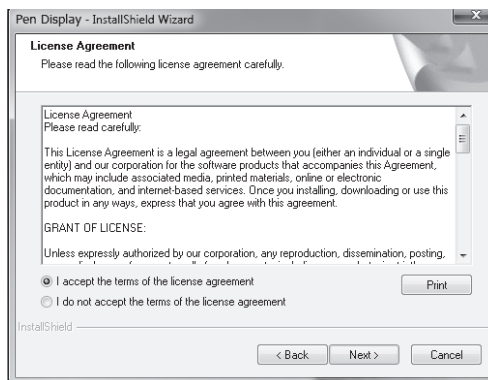 Pen Display - InstallShield Wizard
License Agreement
Please read the following license agreement carefully.
License Agreement
Please read carefully:
This License Agreement is a legal agreement between you (either an individual or a single
entity) and our corporation for the software products that accompanies this Agreement,
which may include associated media, printed materials, online or electronic
documentation, and internet-based services. Once you installing, downloading or use this
product in any ways, express that you agree with this agreement.
GRANT OF LICENSE:
Unless expressly authorized by our corporation, any reproduction, dissemination, posting,
I accept the terms of the license agreement
Print
I do not accept the terms of the license agreement
InstallShield
< Back
Next >
Cancel